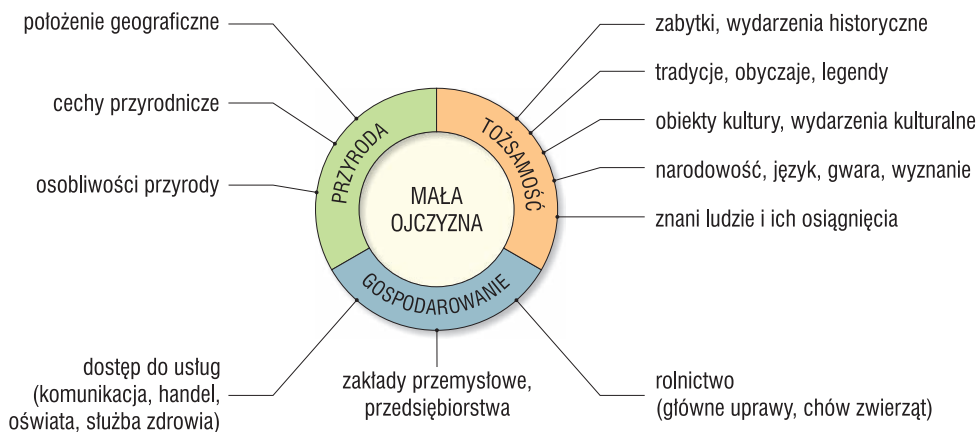 położenie geograficzne
cechy przyrodnicze
osobliwości przyrody
zabytki, wydarzenia historyczne
tradycje, obyczaje, legendy
obiekty kultury, wydarzenia kulturalne
narodowość, język, gwara, wyznanie
znani ludzie i ich osiągnięcia
PRZYRODA
TOŻSAMOŚĆ
MAŁA
OJCZYZNA
GOSPODAROWANIE
dostęp do usług
(komunikacja, handel,
oświata, służba zdrowia)
zakłady przemysłowe,
przedsiębiorstwa
rolnictwo
(główne uprawy, chów zwierząt)